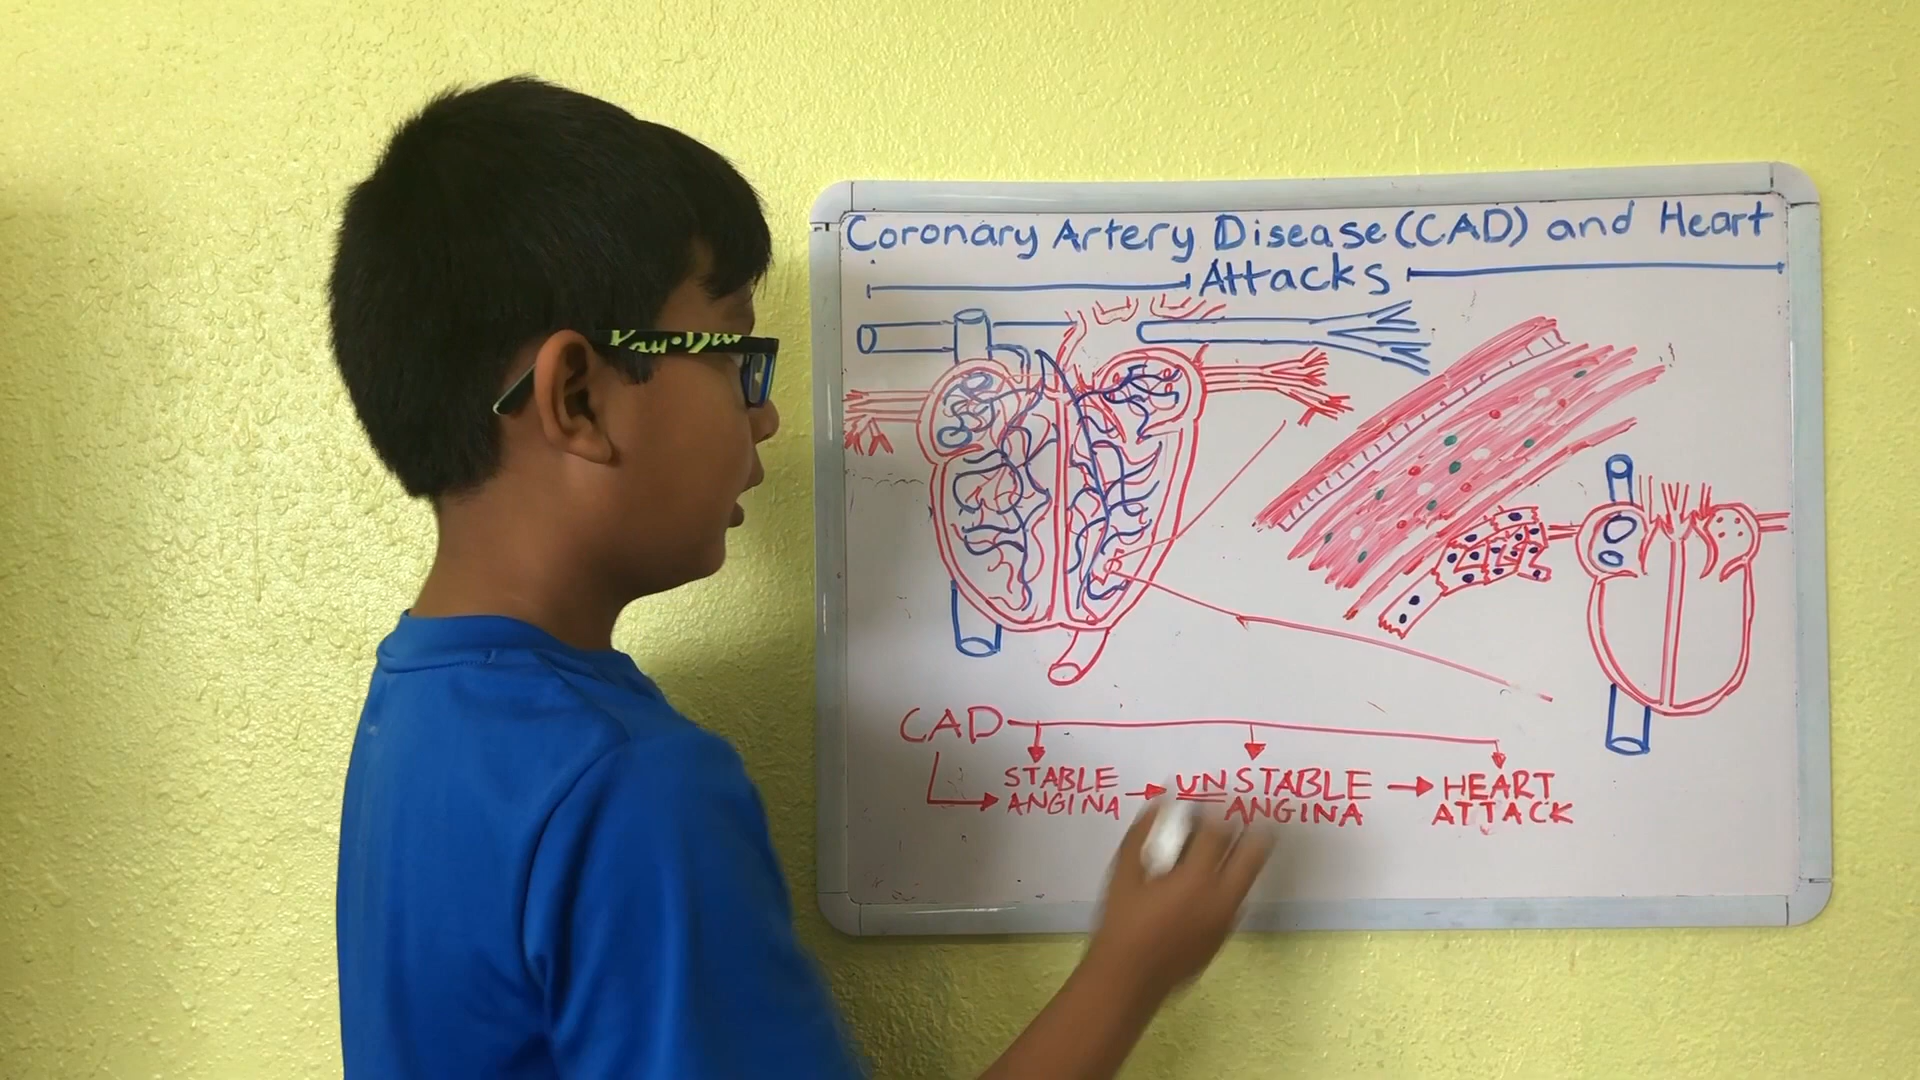 Coronary Artery Disease (CAD) and Heart
Attacks
CAD
STABLE UNSTABLE HEART
ANGINA ANGINA ATTACK